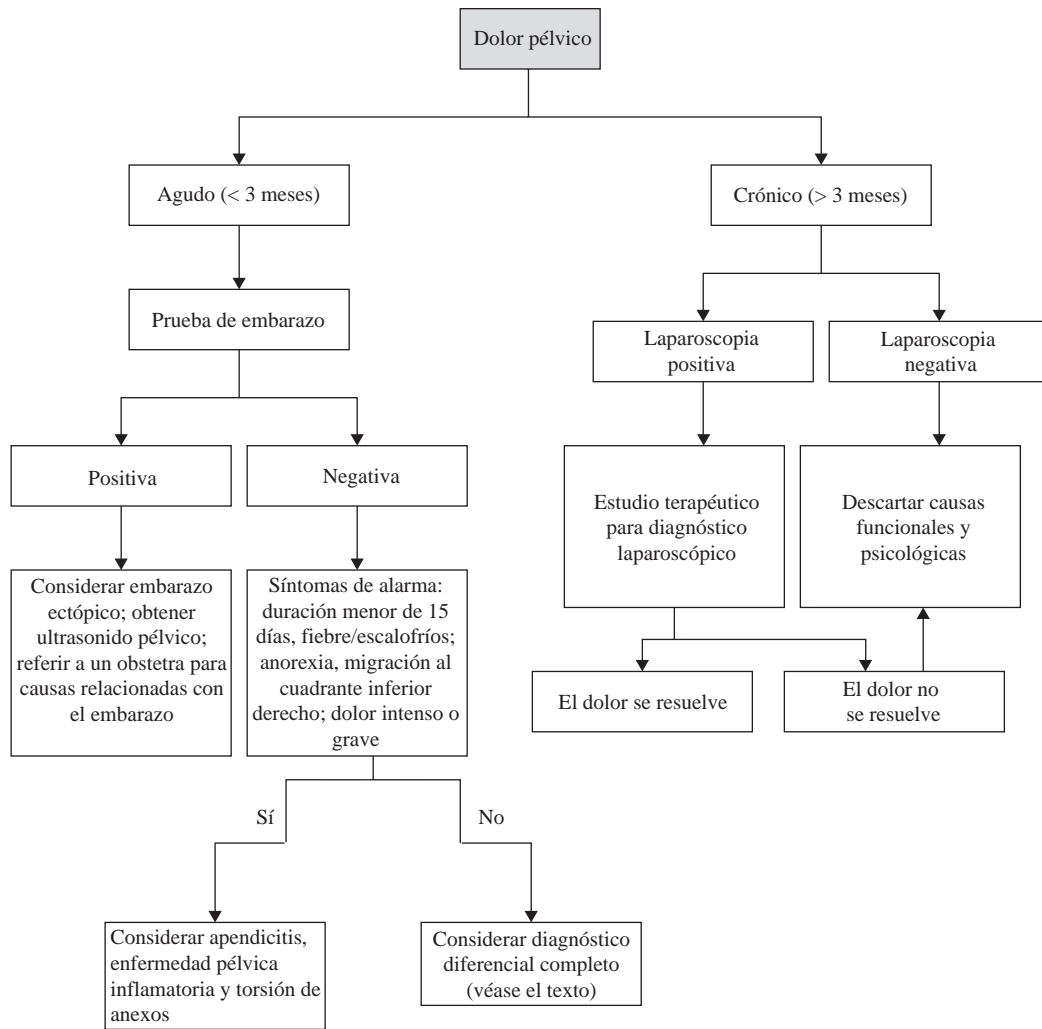 Dolor pélvico
Agudo (< 3 meses)
Crónico (> 3 meses)
Prueba de embarazo
Laparoscopia
positiva
Laparoscopia
negativa
Positiva
Negativa
Estudio terapéutico
para diagnóstico
laparoscópico
Descartar causas
funcionales y
psicológicas
Considerar embarazo
ectópico; obtener
ultrasonido pélvico;
referir a un obstetra para
causas relacionadas con
el embarazo
Síntomas de alarma:
duración menor de 15
días, fiebre/escalofríos;
anorexia, migración al
cuadrante inferior
derecho; dolor intenso o
grave
El dolor se resuelve
El dolor no
se resuelve
Sí
No
Considerar apendicitis,
enfermedad pélvica
inflamatoria y torsión de
anexos
Considerar diagnóstico
diferencial completo
(véase el texto)